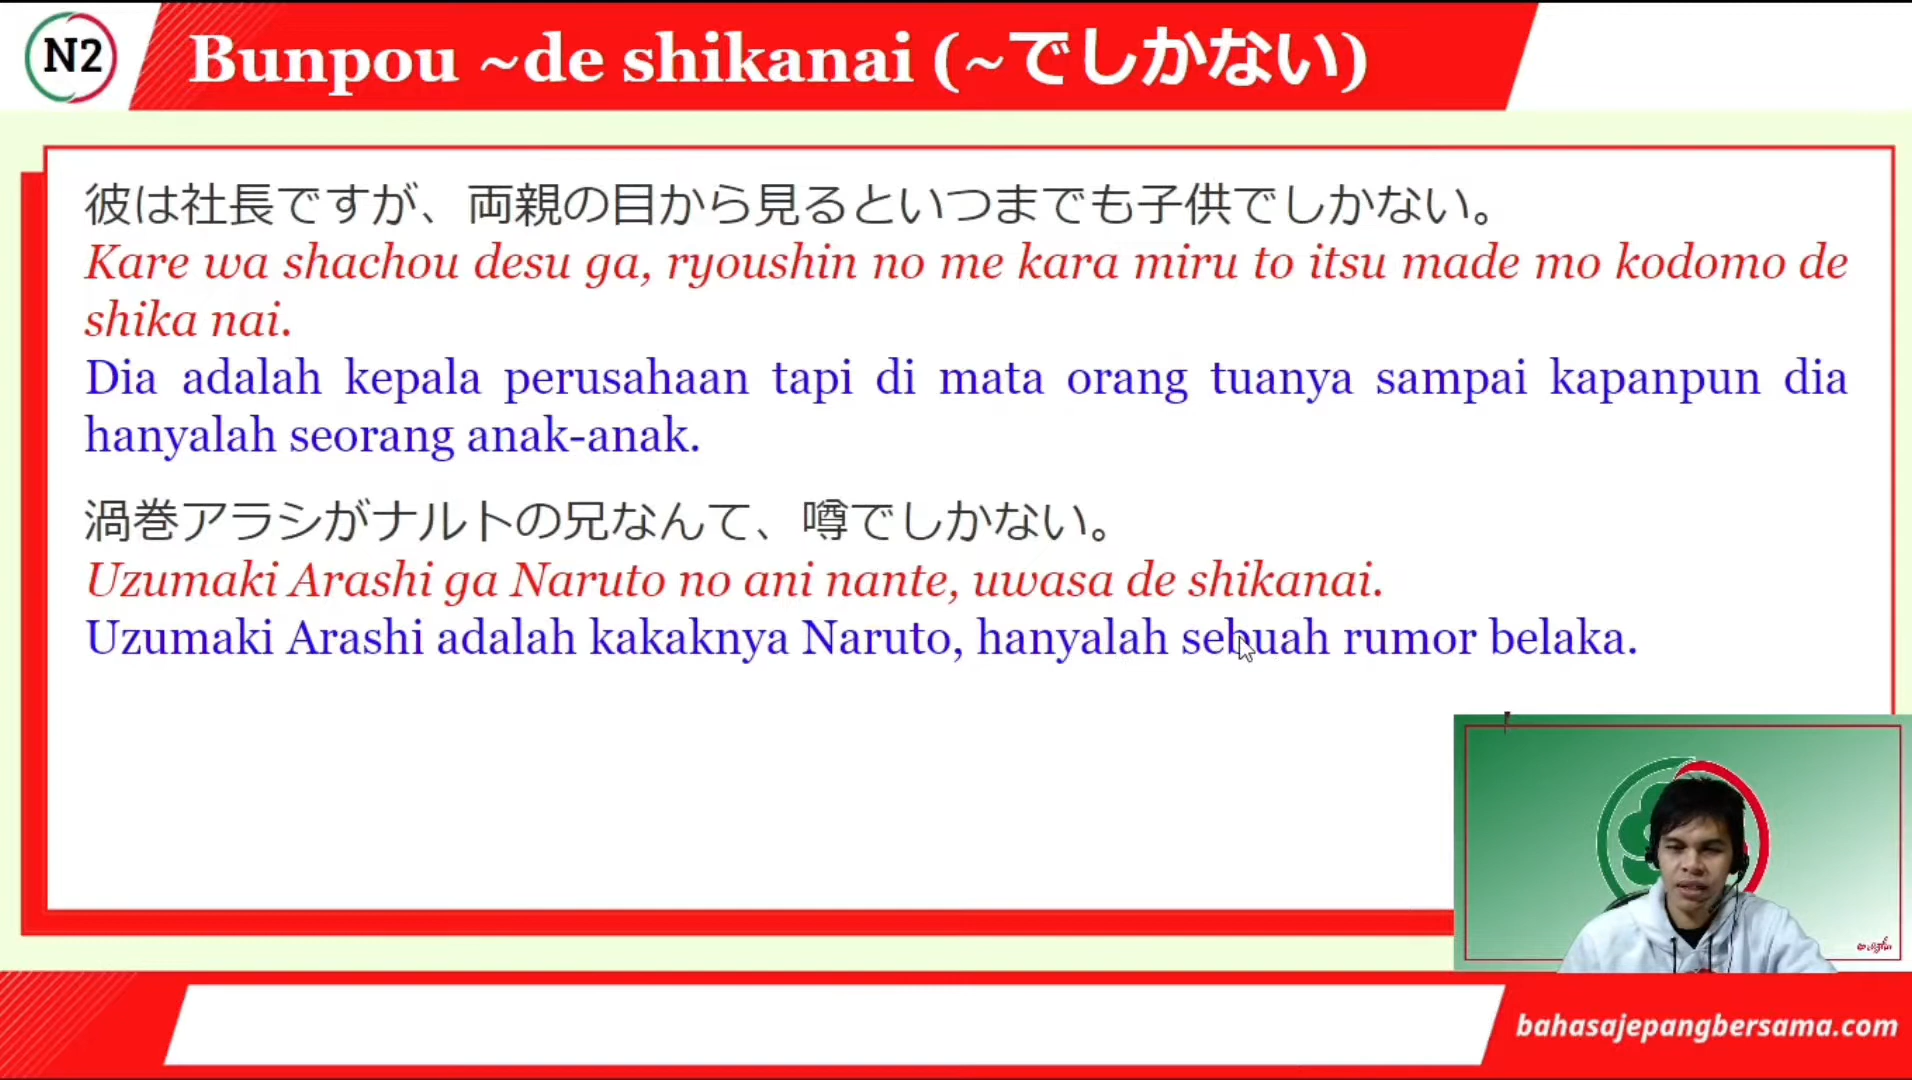 N2
Bunpou ~de shikanai (~でしかない)
彼は社長ですが、両親の目から見るといつまでも子供でしかない。
Kare wa shachou desu ga, ryoushin no me kara miru to itsu made mo kodomo de
shika nai.
Dia adalah kepala perusahaan tapi di mata orang tuanya sampai kapanpun dia
hanyalah seorang anak-anak.
渦巻アラシがナルトの兄なんて、噂でしかない。
Uzumaki Arashi ga Naruto no ani nante, uwasa de shikanai.
Uzumaki Arashi adalah kakaknya Naruto, hanyalah sebuah rumor belaka.
bahasajepangbersama.com